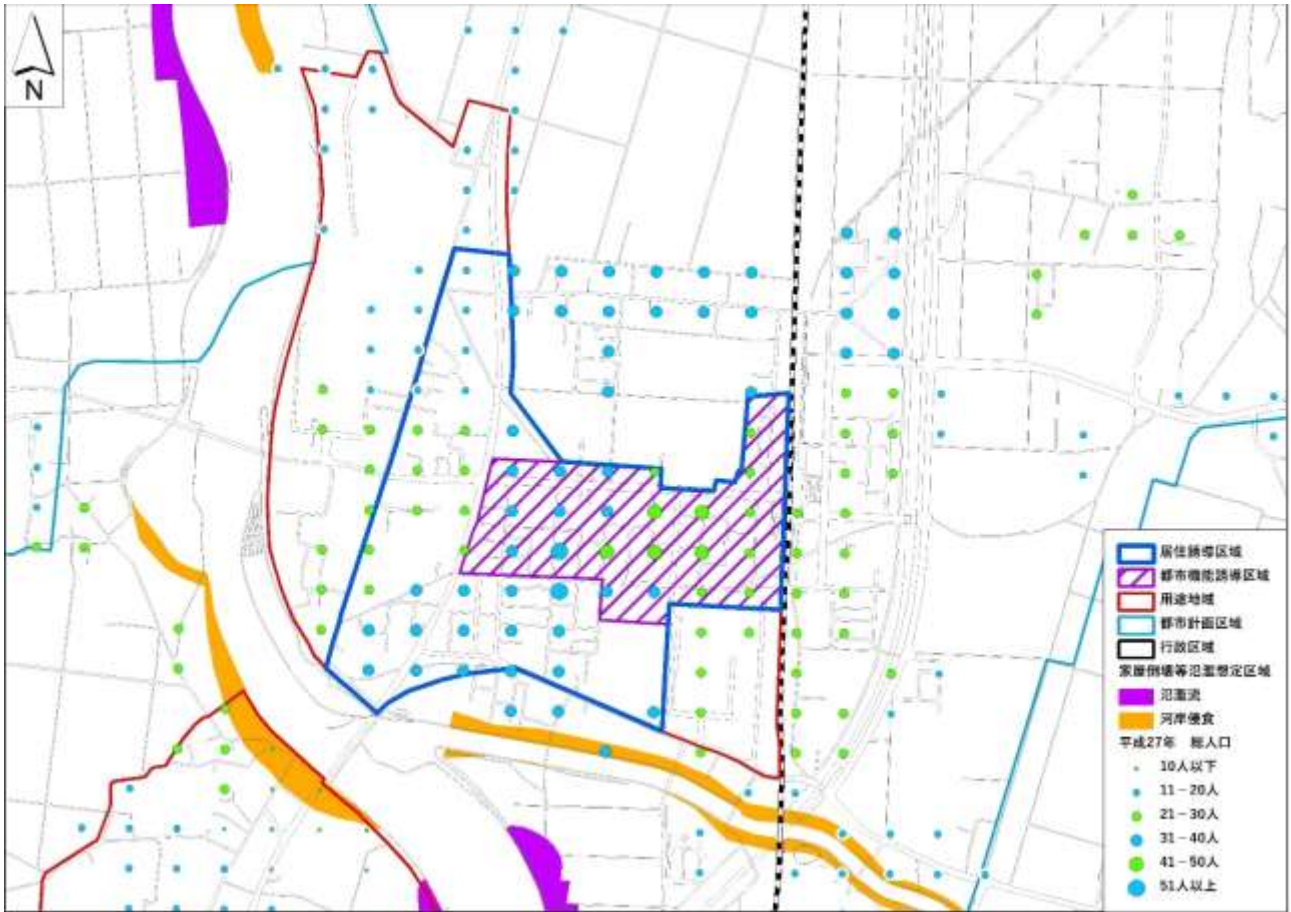 N
居住誘導区域
都市機能誘導区域
用途地域
都市計画区域
行政区域
家屋倒壊等氾濫想定区域
氾濫流
河岸侵食
平成27年 総人口
10人以下
11-20人
21-30人
31-40人
41-50人
51人以上